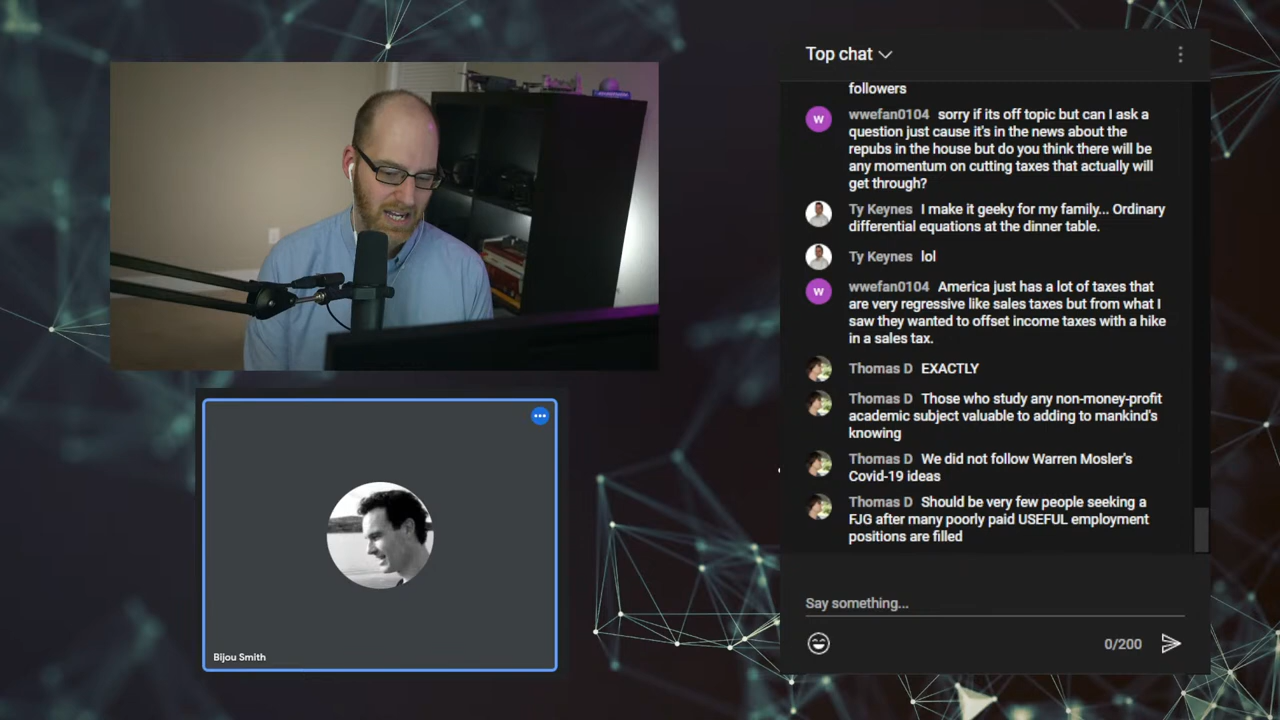 Top chat
followers
wwefan0104 sorry if its off topic but can I ask a
question just cause it's in the news about the
repubs in the house but do you think there will be
any momentum on cutting taxes that actually will
get through?
Ty Keynes I make it geeky for my family... Ordinary
differential equations at the dinner table.
Ty Keynes lol
wwefan0104 America just has a lot of taxes that
are very regressive like sales taxes but from what I
saw they wanted to offset income taxes with a hike
in a sales tax.
Thomas D EXACTLY
Thomas D Those who study any non-money-profit
academic subject valuable to adding to mankind's
knowing
Thomas D We did not follow Warren Mosler's
Covid-19 ideas
Thomas D Should be very few people seeking a
FJG after many poorly paid USEFUL employment
positions are filled
Say something...
0/200
W
W
Bijou Smith